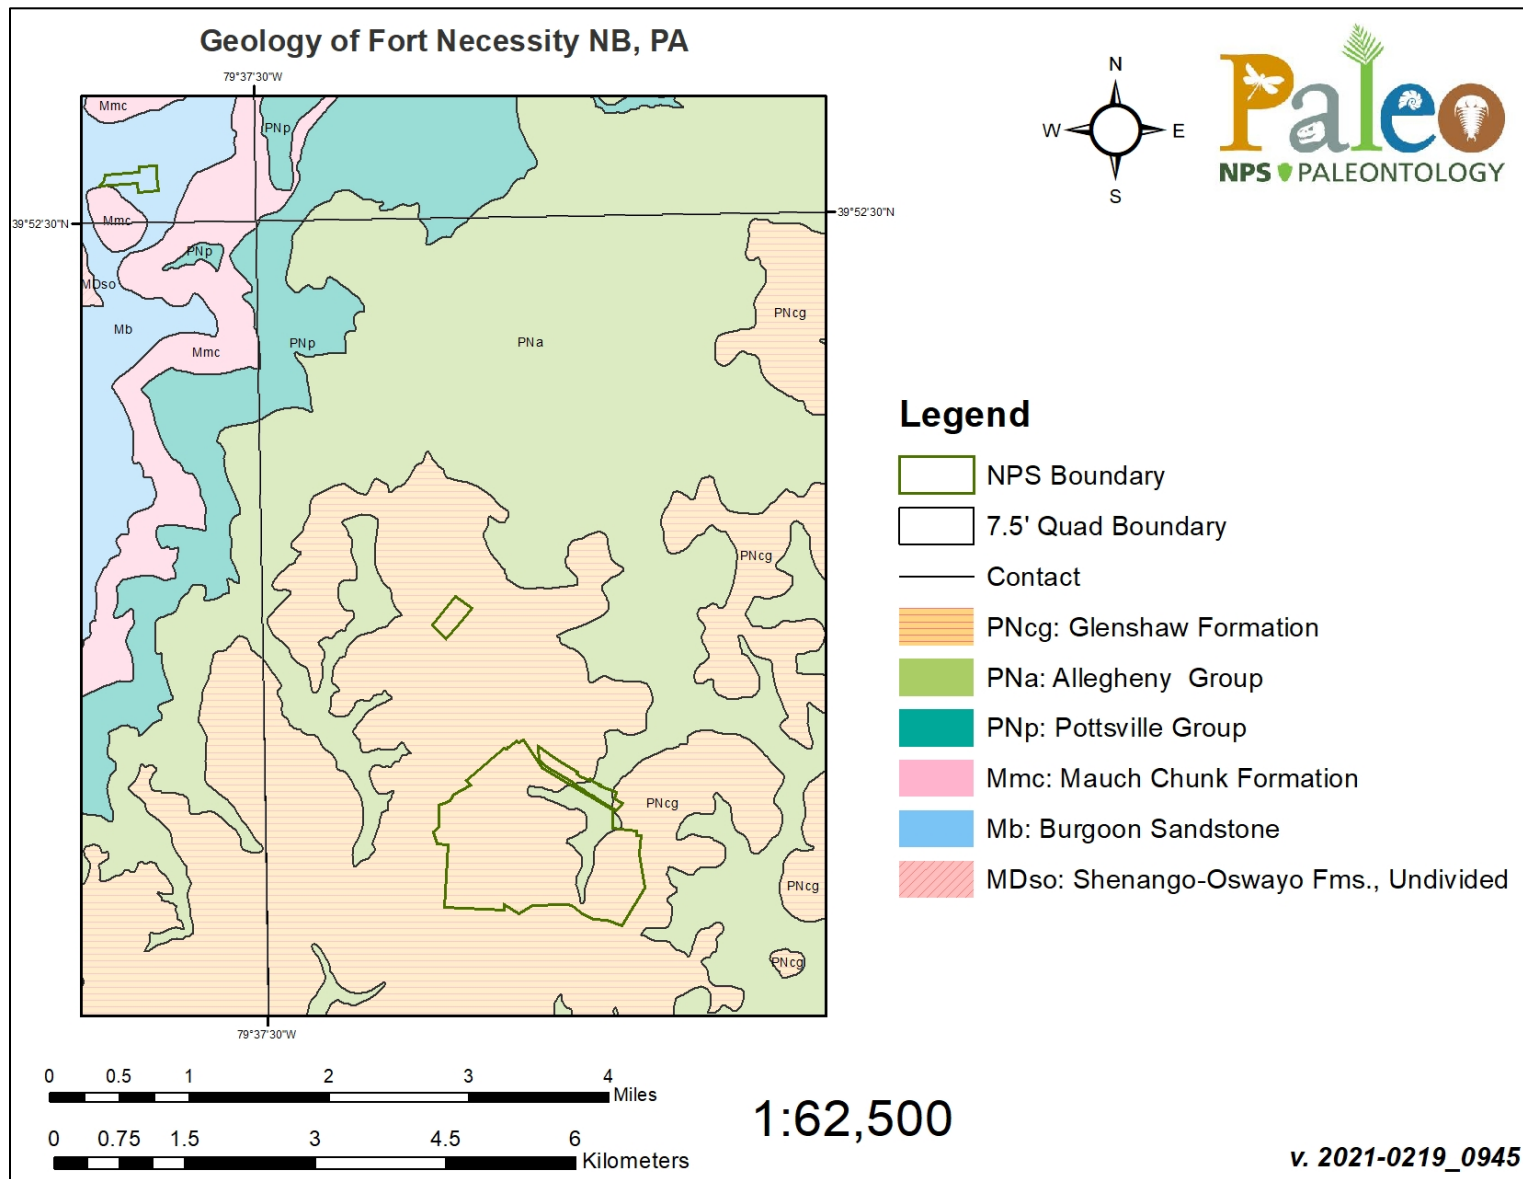 Geology of Fort Necessity NB, PA
79°37'30"W
Mmc
PNp
Mmc
39°52'30"N
39°52'30"N
PNp
MDso
PNcg
Mb
Mmc
PNp
PNa
PNcg
PNcg
PNcg
PNcg
79°37'30"W
N
W
E
S
Paleo
NPS PALEONTOLOGY
Legend
NPS Boundary
7.5' Quad Boundary
Contact
PNcg: Glenshaw Formation
PNa: Allegheny Group
PNp: Pottsville Group
Mmc: Mauch Chunk Formation
Mb: Burgoon Sandstone
MDso: Shenango-Oswayo Fms., Undivided
0 0.5 1 2 3 4
Miles
0 0.75 1.5 3 4.5 6
Kilometers
1:62,500
v. 2021-0219_0945